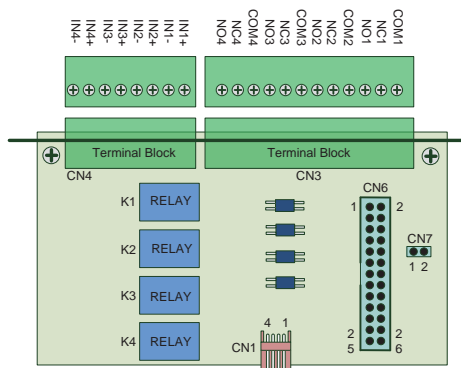 IN4-
IN4+
IN3-
IN3+
IN2-
IN2+
IN1-
IN1+
NO4
NC4
COM4
NO3
NC3
COM3
NO2
NC2
COM2
NO1
NC1
COM1
Terminal Block
Terminal Block
CN4
CN3
K1 RELAY
K2 RELAY
K3 RELAY
K4 RELAY
CN6
1 2
2 2
5 6
CN7
1 2
4 1
CN1